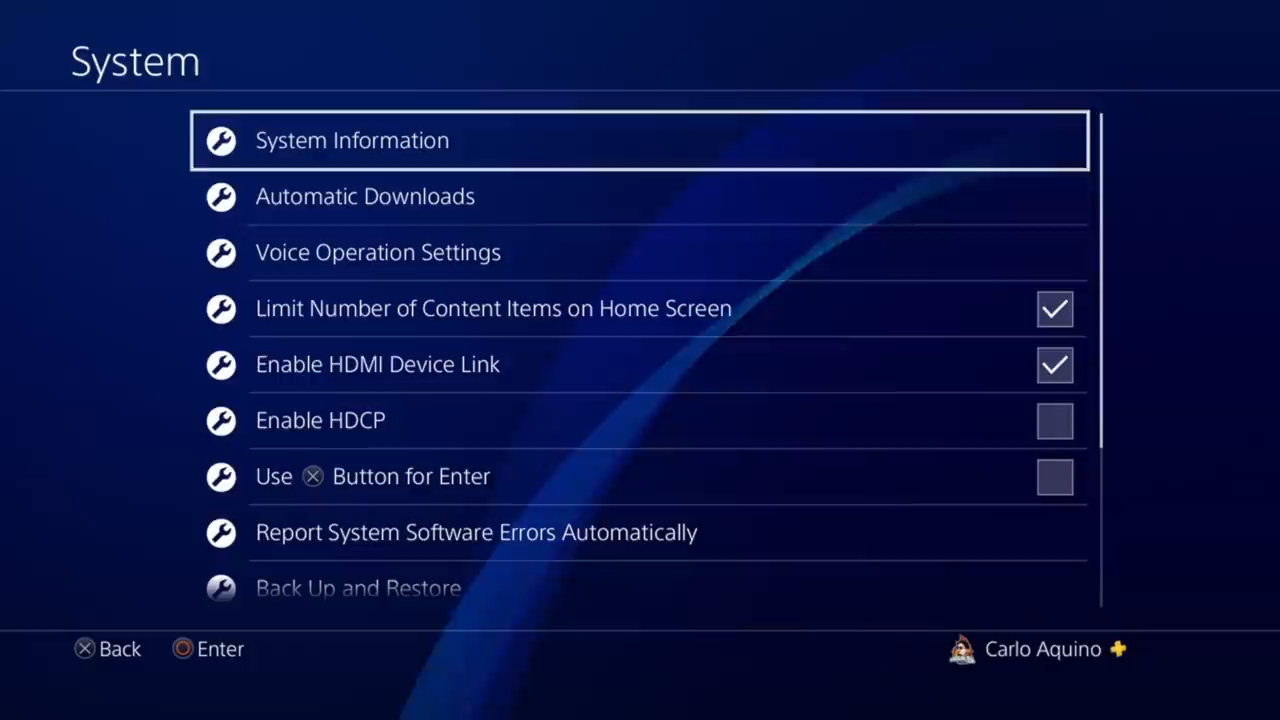 System
System Information
Automatic Downloads
Voice Operation Settings
Limit Number of Content Items on Home Screen
Enable HDMI Device Link
Enable HDCP
Use ⊗ Button for Enter
Report System Software Errors Automatically
Back Up and Restore
Back Enter Carlo Aquino